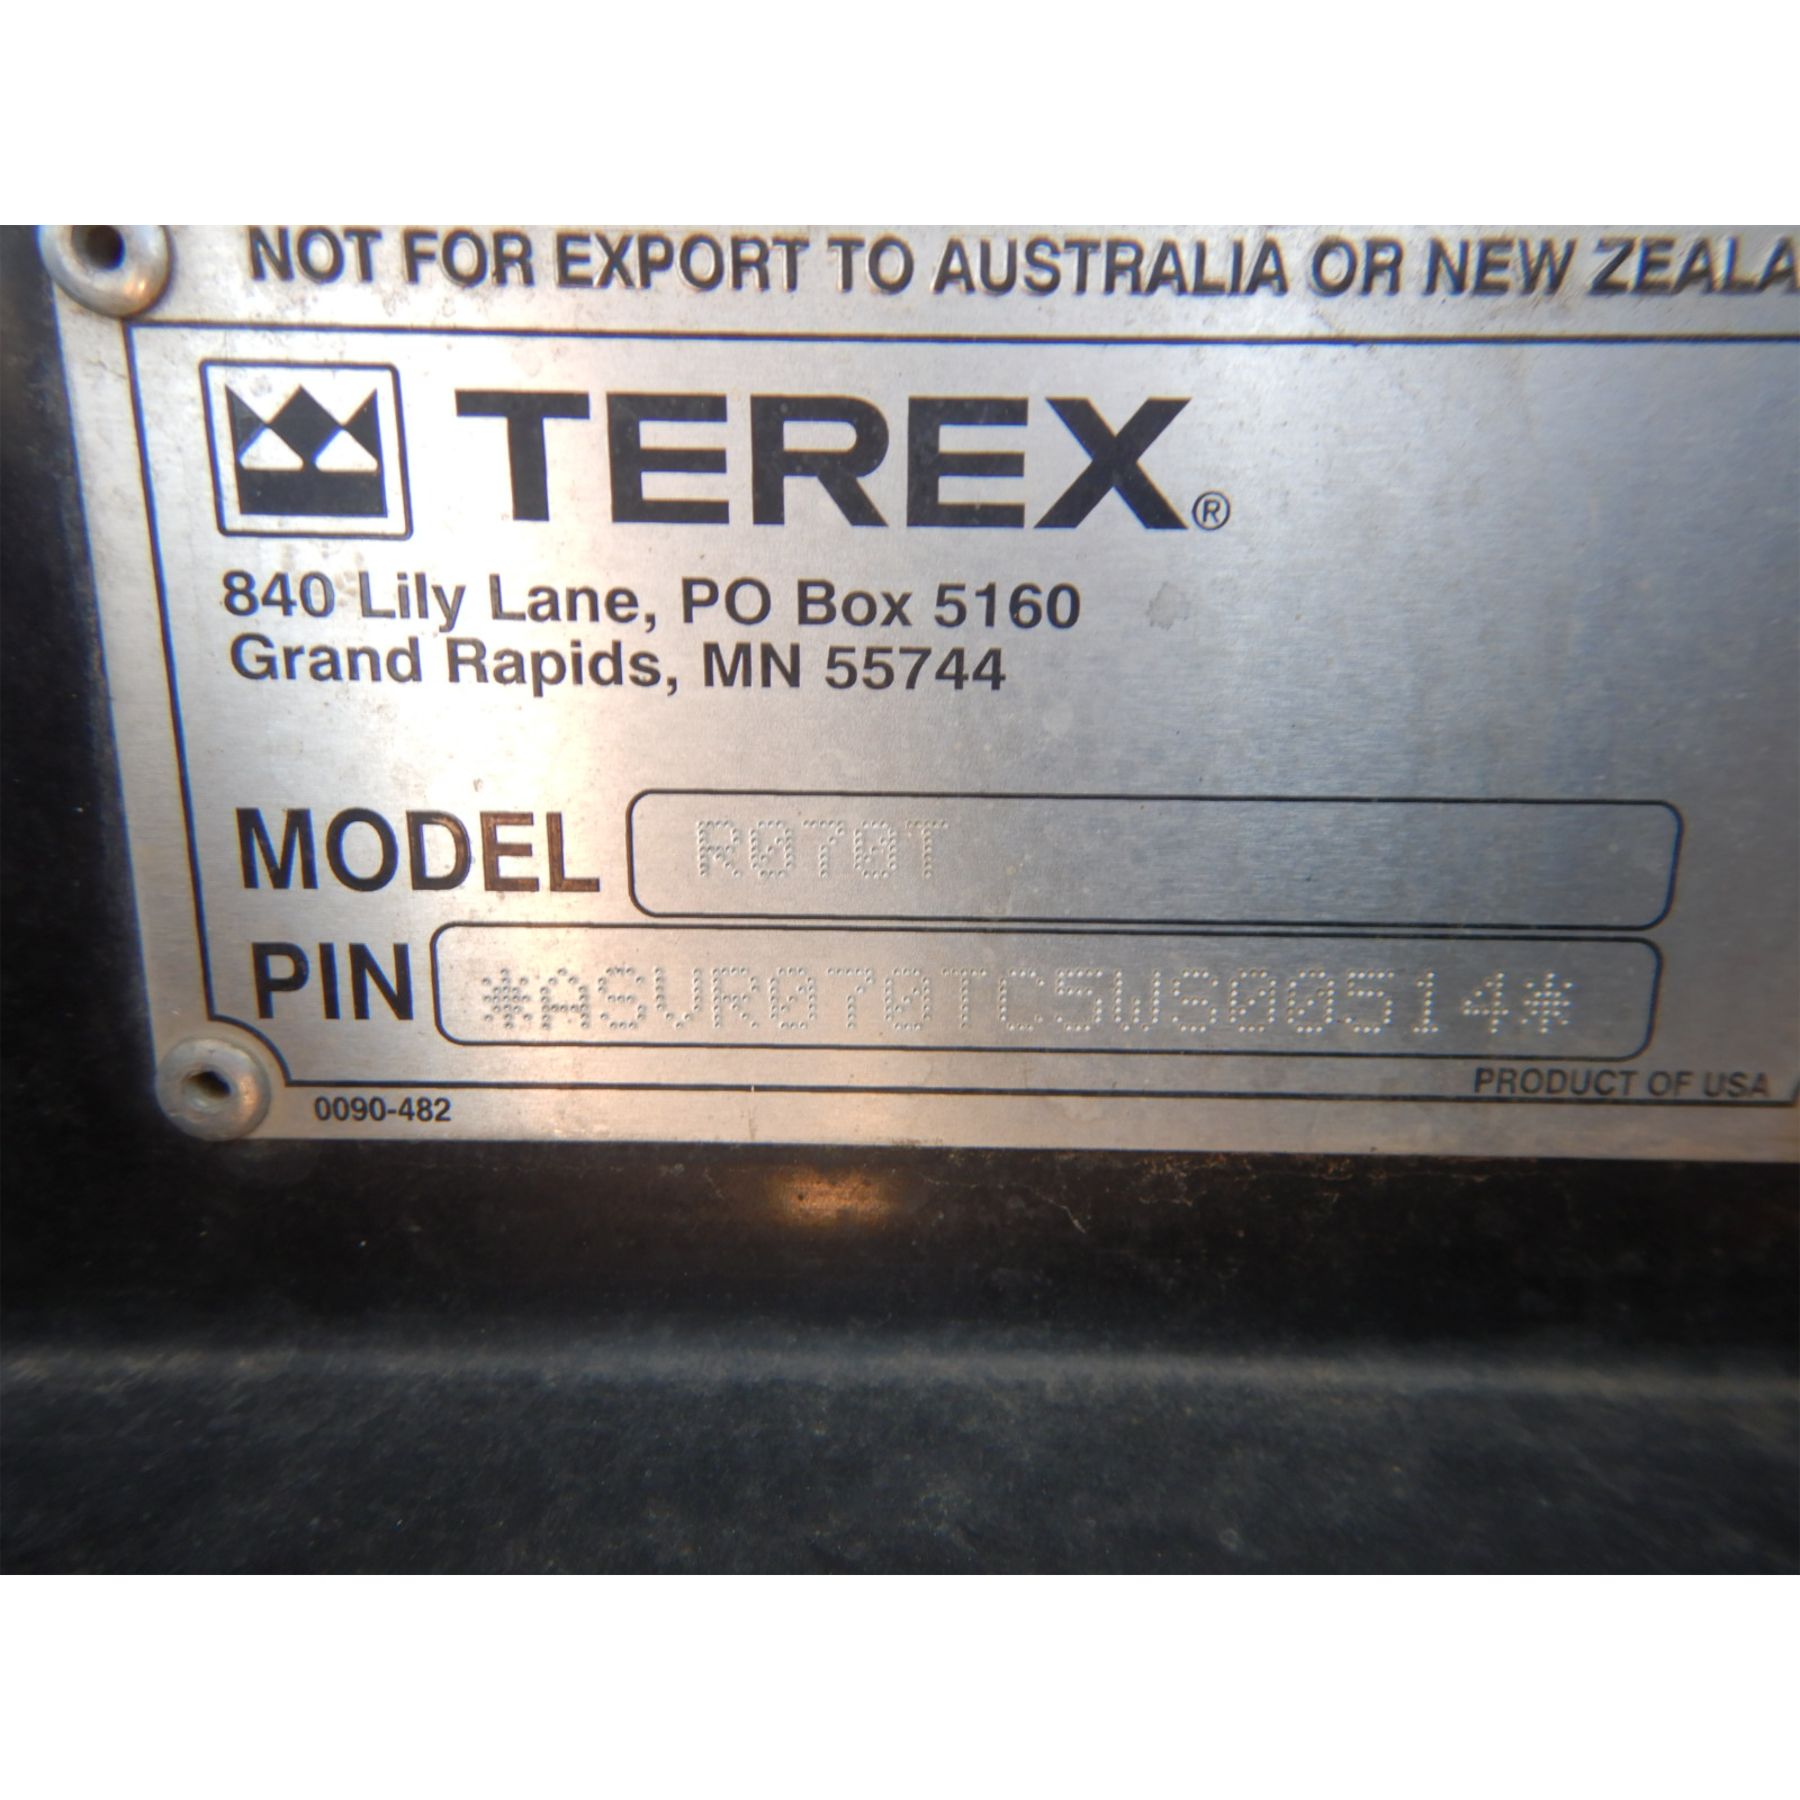 NOT FOR EXPORT TO AUSTRALIA OR NEW ZEALA
TEREX®
840 Lily Lane, PO Box 5160
Grand Rapids, MN 55744
MODEL R070T
PIN *ASVR070TC5WS00514*
PRODUCT OF USA
0090-482